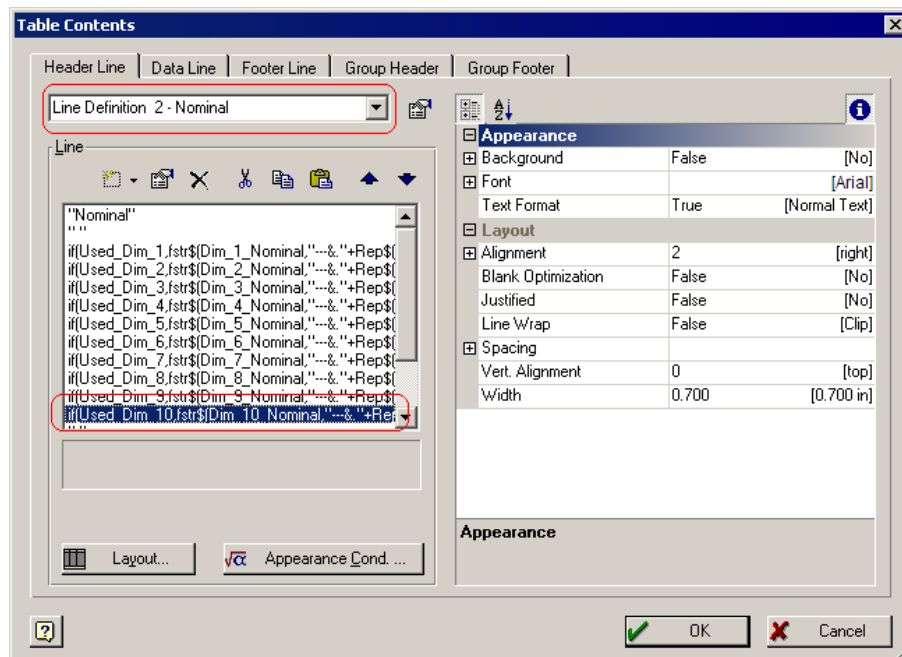 Table Contents
Header Line Data Line Footer Line Group Header Group Footer
Line Definition 2 - Nominal
Line
"Nominal"
" "
if(Used_Dim_1,fstr$(Dim_1_Nominal,"---&."+Rep$(
if(Used_Dim_2,fstr$(Dim_2_Nominal,"---&."+Rep$(
if(Used_Dim_3,fstr$(Dim_3_Nominal,"---&."+Rep$(
if(Used_Dim_4,fstr$(Dim_4_Nominal,"---&."+Rep$(
if(Used_Dim_5,fstr$(Dim_5_Nominal,"---&."+Rep$(
if(Used_Dim_6,fstr$(Dim_6_Nominal,"---&."+Rep$(
if(Used_Dim_7,fstr$(Dim_7_Nominal,"---&."+Rep$(
if(Used_Dim_8,fstr$(Dim_8_Nominal,"---&."+Rep$(
if(Used_Dim_9,fstr$(Dim_9_Nominal,"---&."+Rep$(
if(Used_Dim_10,fstr$(Dim_10_Nominal,"---&."+Re
" "
Layout... √α Appearance Cond. ...
Appearance
Background False [No]
Font [Arial]
Text Format True [Normal Text]
Layout
Alignment 2 [right]
Blank Optimization False [No]
Justified False [No]
Line Wrap False [Clip]
Spacing
Vert. Alignment 0 [top]
Width 0.700 [0.700 in]
Appearance
OK Cancel